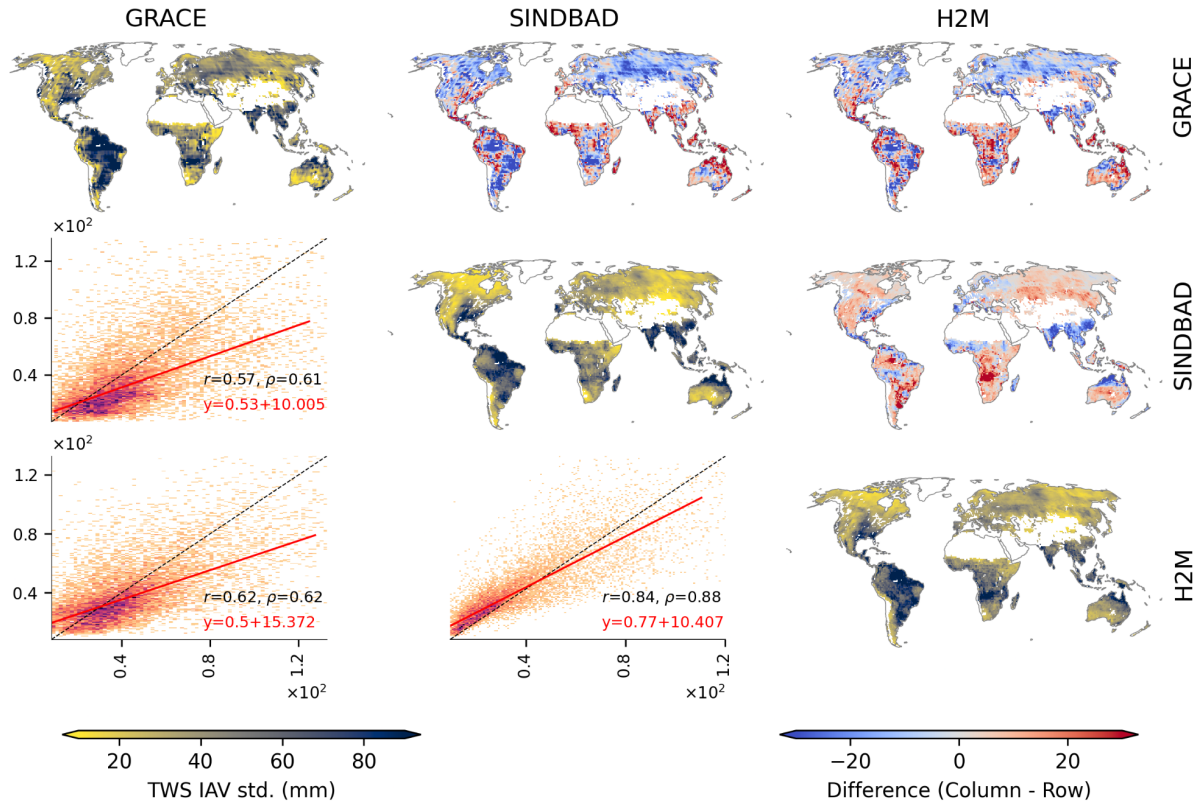 GRACE
SINDBAD
H2M
GRACE
×10²
1.2
0.8
0.4
r=0.57, ρ=0.61
y=0.53+10.005
SINDBAD
×10²
1.2
0.8
0.4
r=0.62, ρ=0.62
y=0.5+15.372
0.4
0.8
1.2
×10²
r=0.84, ρ=0.88
y=0.77+10.407
0.4
0.8
1.2
×10²
H2M
20
40
60
80
TWS IAV std. (mm)
−20
0
20
Difference (Column - Row)